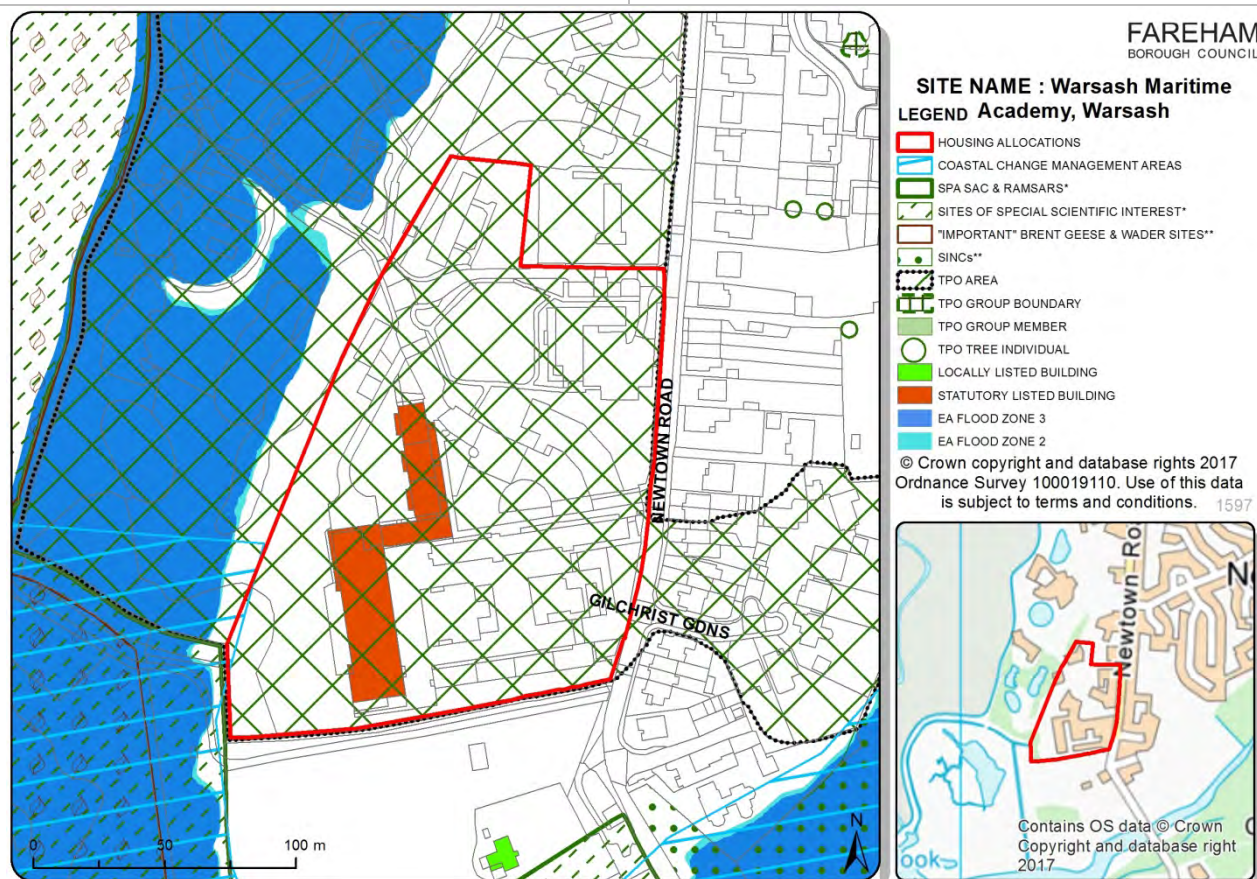 FAREHAM
BOROUGH COUNCIL
SITE NAME : Warsash Maritime
LEGEND Academy, Warsash
HOUSING ALLOCATIONS
COASTAL CHANGE MANAGEMENT AREAS
SPA SAC & RAMSARS*
SITES OF SPECIAL SCIENTIFIC INTEREST*
"IMPORTANT" BRENT GEESE & WADER SITES**
SINCs**
TPO AREA
TPO GROUP BOUNDARY
TPO GROUP MEMBER
TPO TREE INDIVIDUAL
LOCALLY LISTED BUILDING
STATUTORY LISTED BUILDING
EA FLOOD ZONE 3
EA FLOOD ZONE 2
© Crown copyright and database rights 2017
Ordnance Survey 100019110. Use of this data
is subject to terms and conditions. 1597
NEWTOWN ROAD
GILCHRIST GDNS
0 50 100 m
N
Newtown Ro
N
ook
Contains OS data © Crown
Copyright and database right
2017